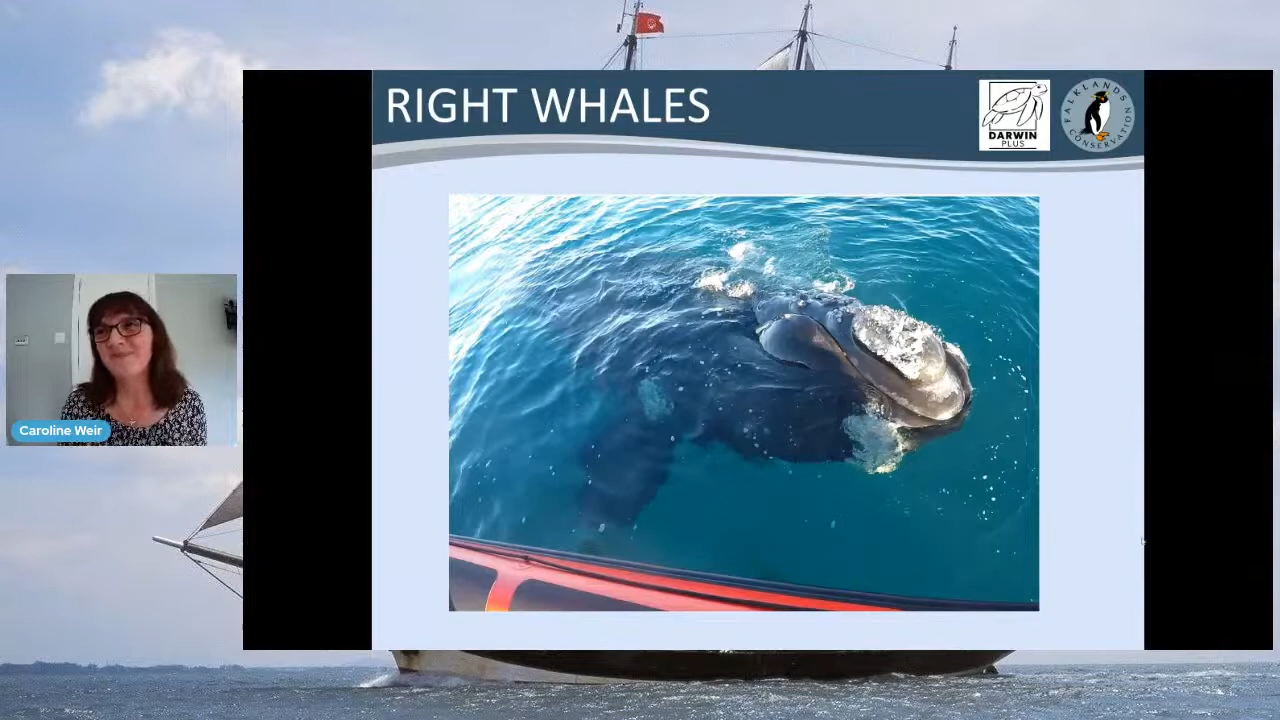 RIGHT WHALES
DARWIN
PLUS
FALKLANDS
CONSERVATION
Caroline Weir